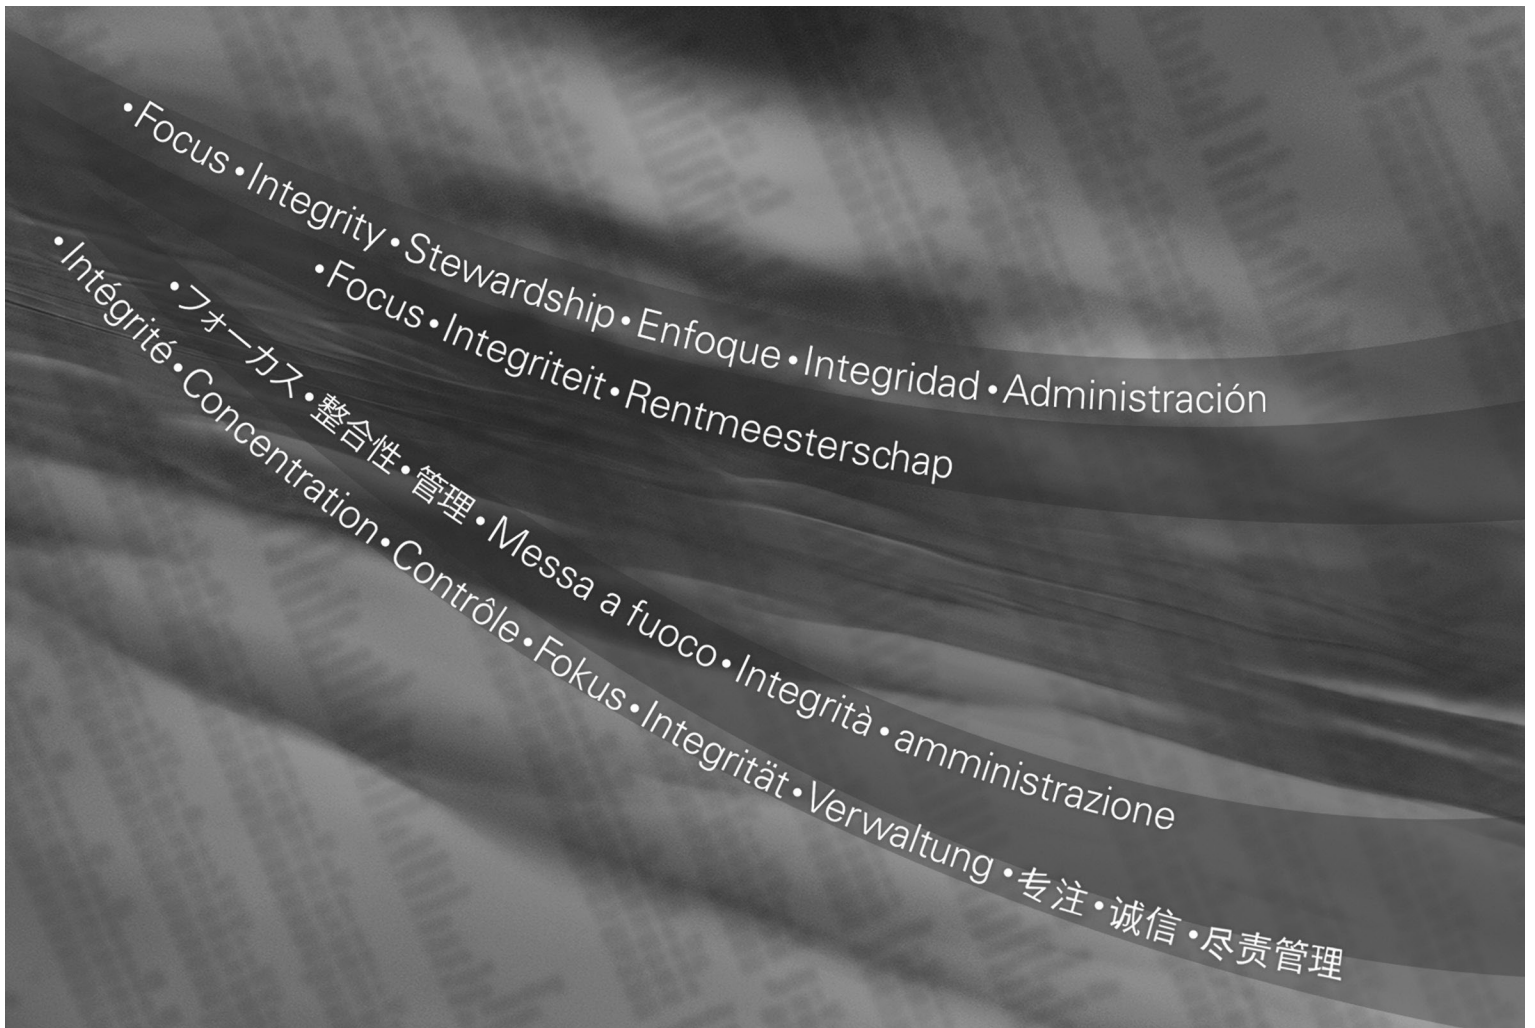 •Focus•Integrity•Stewardship•Enfoque•Integridad•Administración
•Focus•Integriteit•Rentmeesterschap
•フォーカス•整合性•管理•Messa a fuoco•Integrità•amministrazione
•Intégrité•Concentration•Contrôle•Fokus•Integrität•Verwaltung•专注•诚信•尽责管理